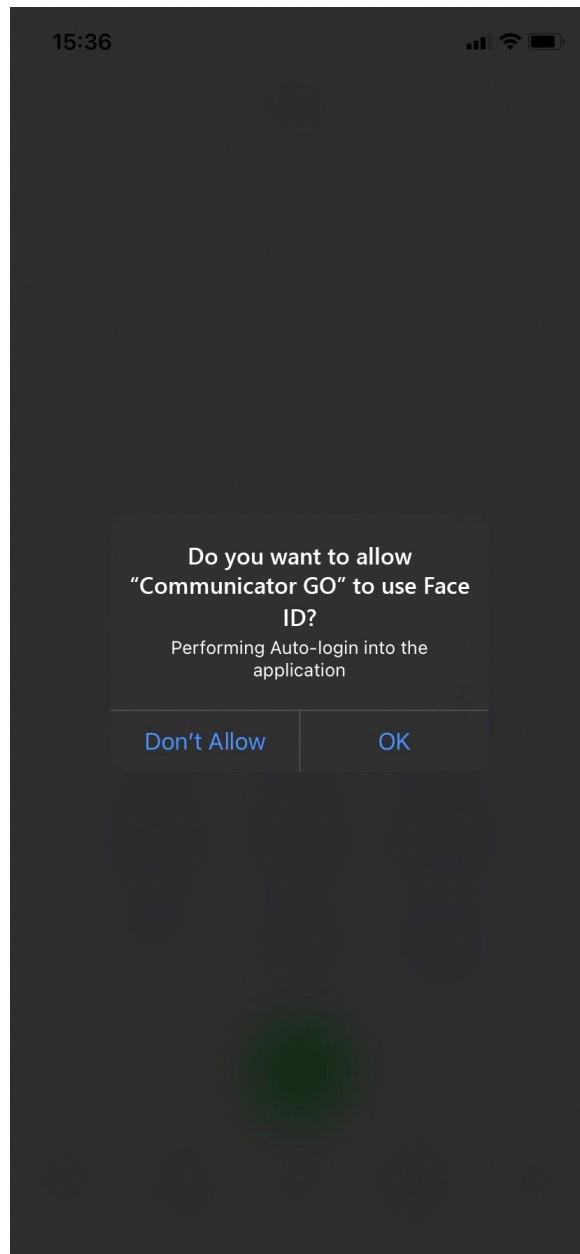 15:36
Do you want to allow
“Communicator GO” to use Face
ID?
Performing Auto-login into the
application
Don’t Allow
OK